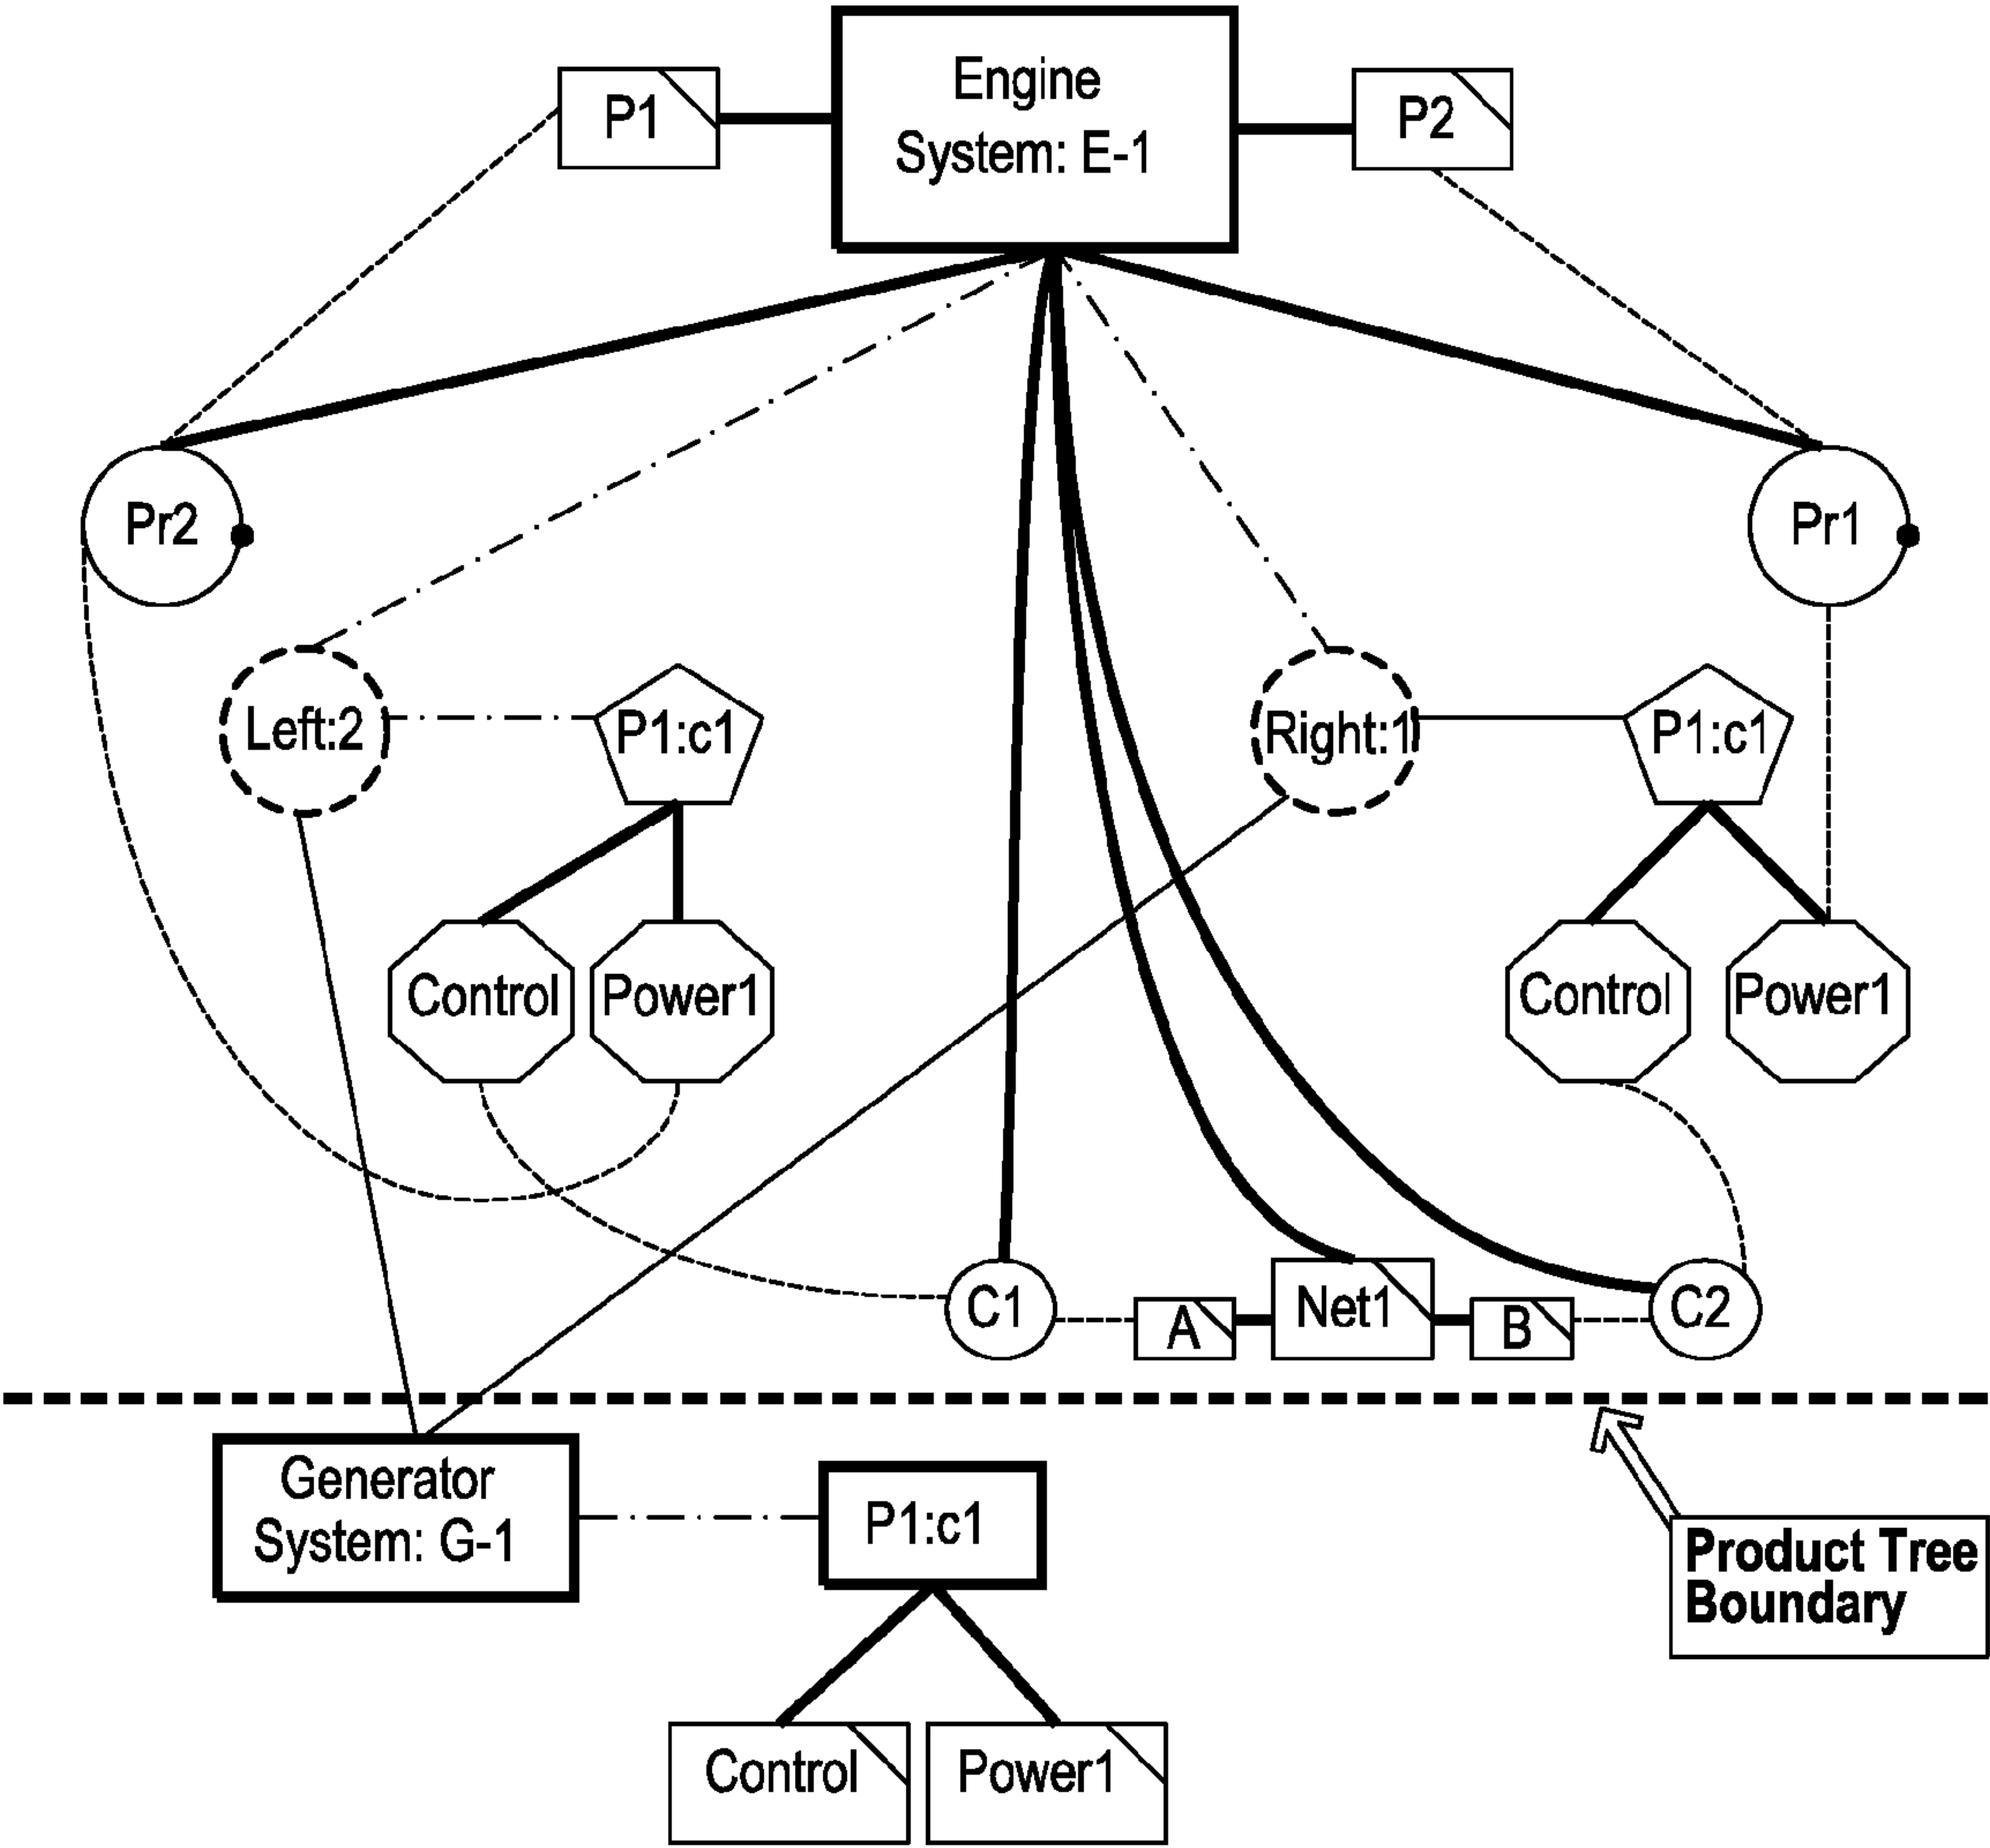 Engine
System: E-1
P1
P2
Pr2
Pr1
Left:2
P1:c1
Right:1
P1:c1
Control
Power1
Control
Power1
C1
A
Net1
B
C2
Generator
System: G-1
P1:c1
Product Tree
Boundary
Control
Power1